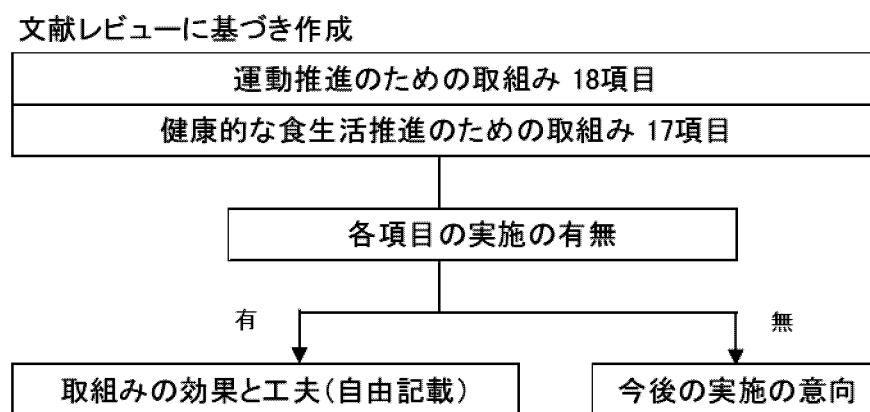 文献レビューに基づき作成
運動推進のための取組み 18項目
健康的な食生活推進のための取組み 17項目
各項目の実施の有無
有
無
取組みの効果と工夫(自由記載)
今後の実施の意向